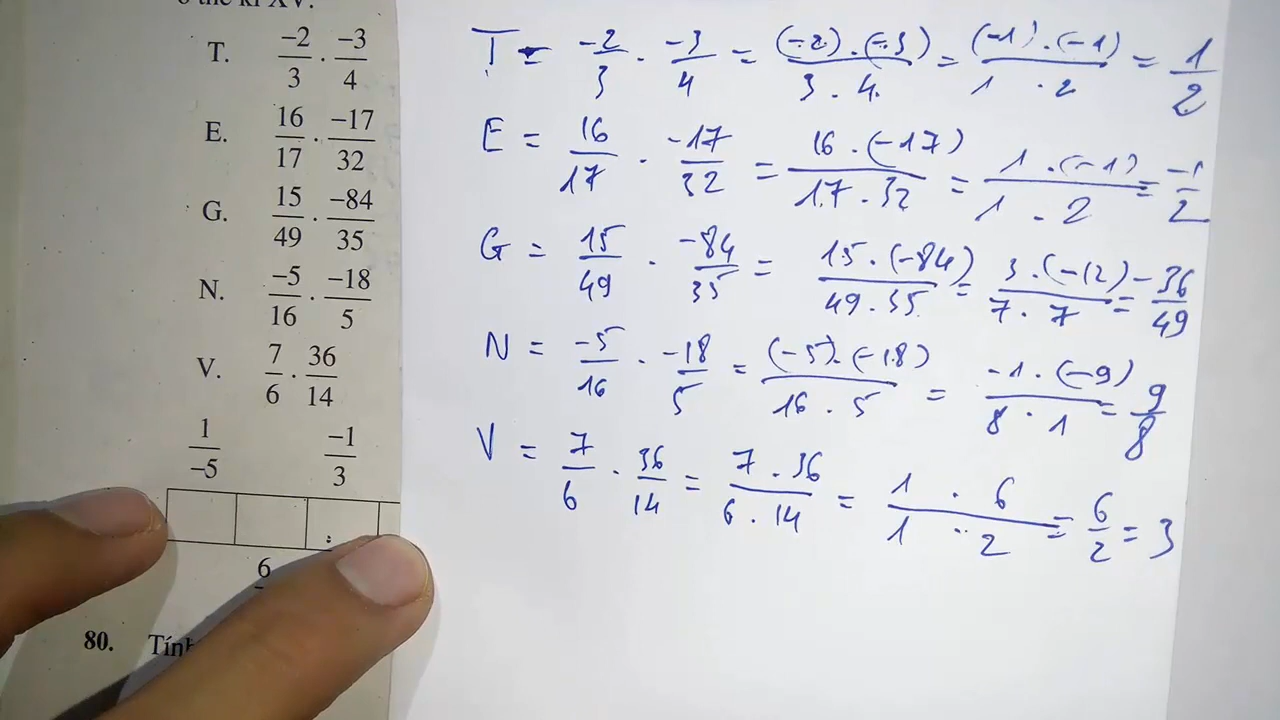 ở thế kỉ XV.
T. −2/3 · −3/4
E. 16/17 · −17/32
G. 15/49 · −84/35
N. −5/16 · −18/5
V. 7/6 · 36/14
1/−5 −1/3
6
80. Tính
T = −2/3 · −3/4 = (−2) · (−3) / 3 · 4 = (−1) · (−1) / 1 · 2 = 1/2
E = 16/17 · −17/32 = 16 · (−17) / 17 · 32 = 1 · (−1) / 1 · 2 = −1/2
G = 15/49 · −84/35 = 15 · (−84) / 49 · 35 = 3 · (−12) / 7 · 7 = −36/49
N = −5/16 · −18/5 = (−5) · (−18) / 16 · 5 = −1 · (−9) / 8 · 1 = 9/8
V = 7/6 · 36/14 = 7 · 36 / 6 · 14 = 1 · 6 / 1 · 2 = 6/2 = 3